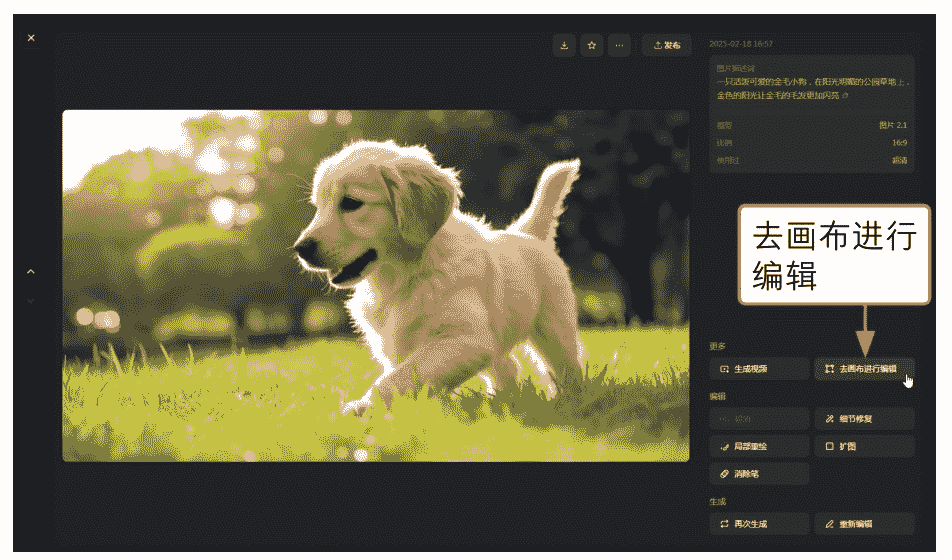 发布
2025-02-18 16:57
图片描述词
一只活泼可爱的金毛小狗，在阳光明媚的公园草地上，
金色的阳光让金毛的毛发更加闪亮
模型 图片 2.1
比例 16:9
超清
去画布进行
编辑
更多
生成视频 去画布进行编辑
编辑
细节修复
局部重绘 扩图
消除笔
生成
再次生成 重新编辑